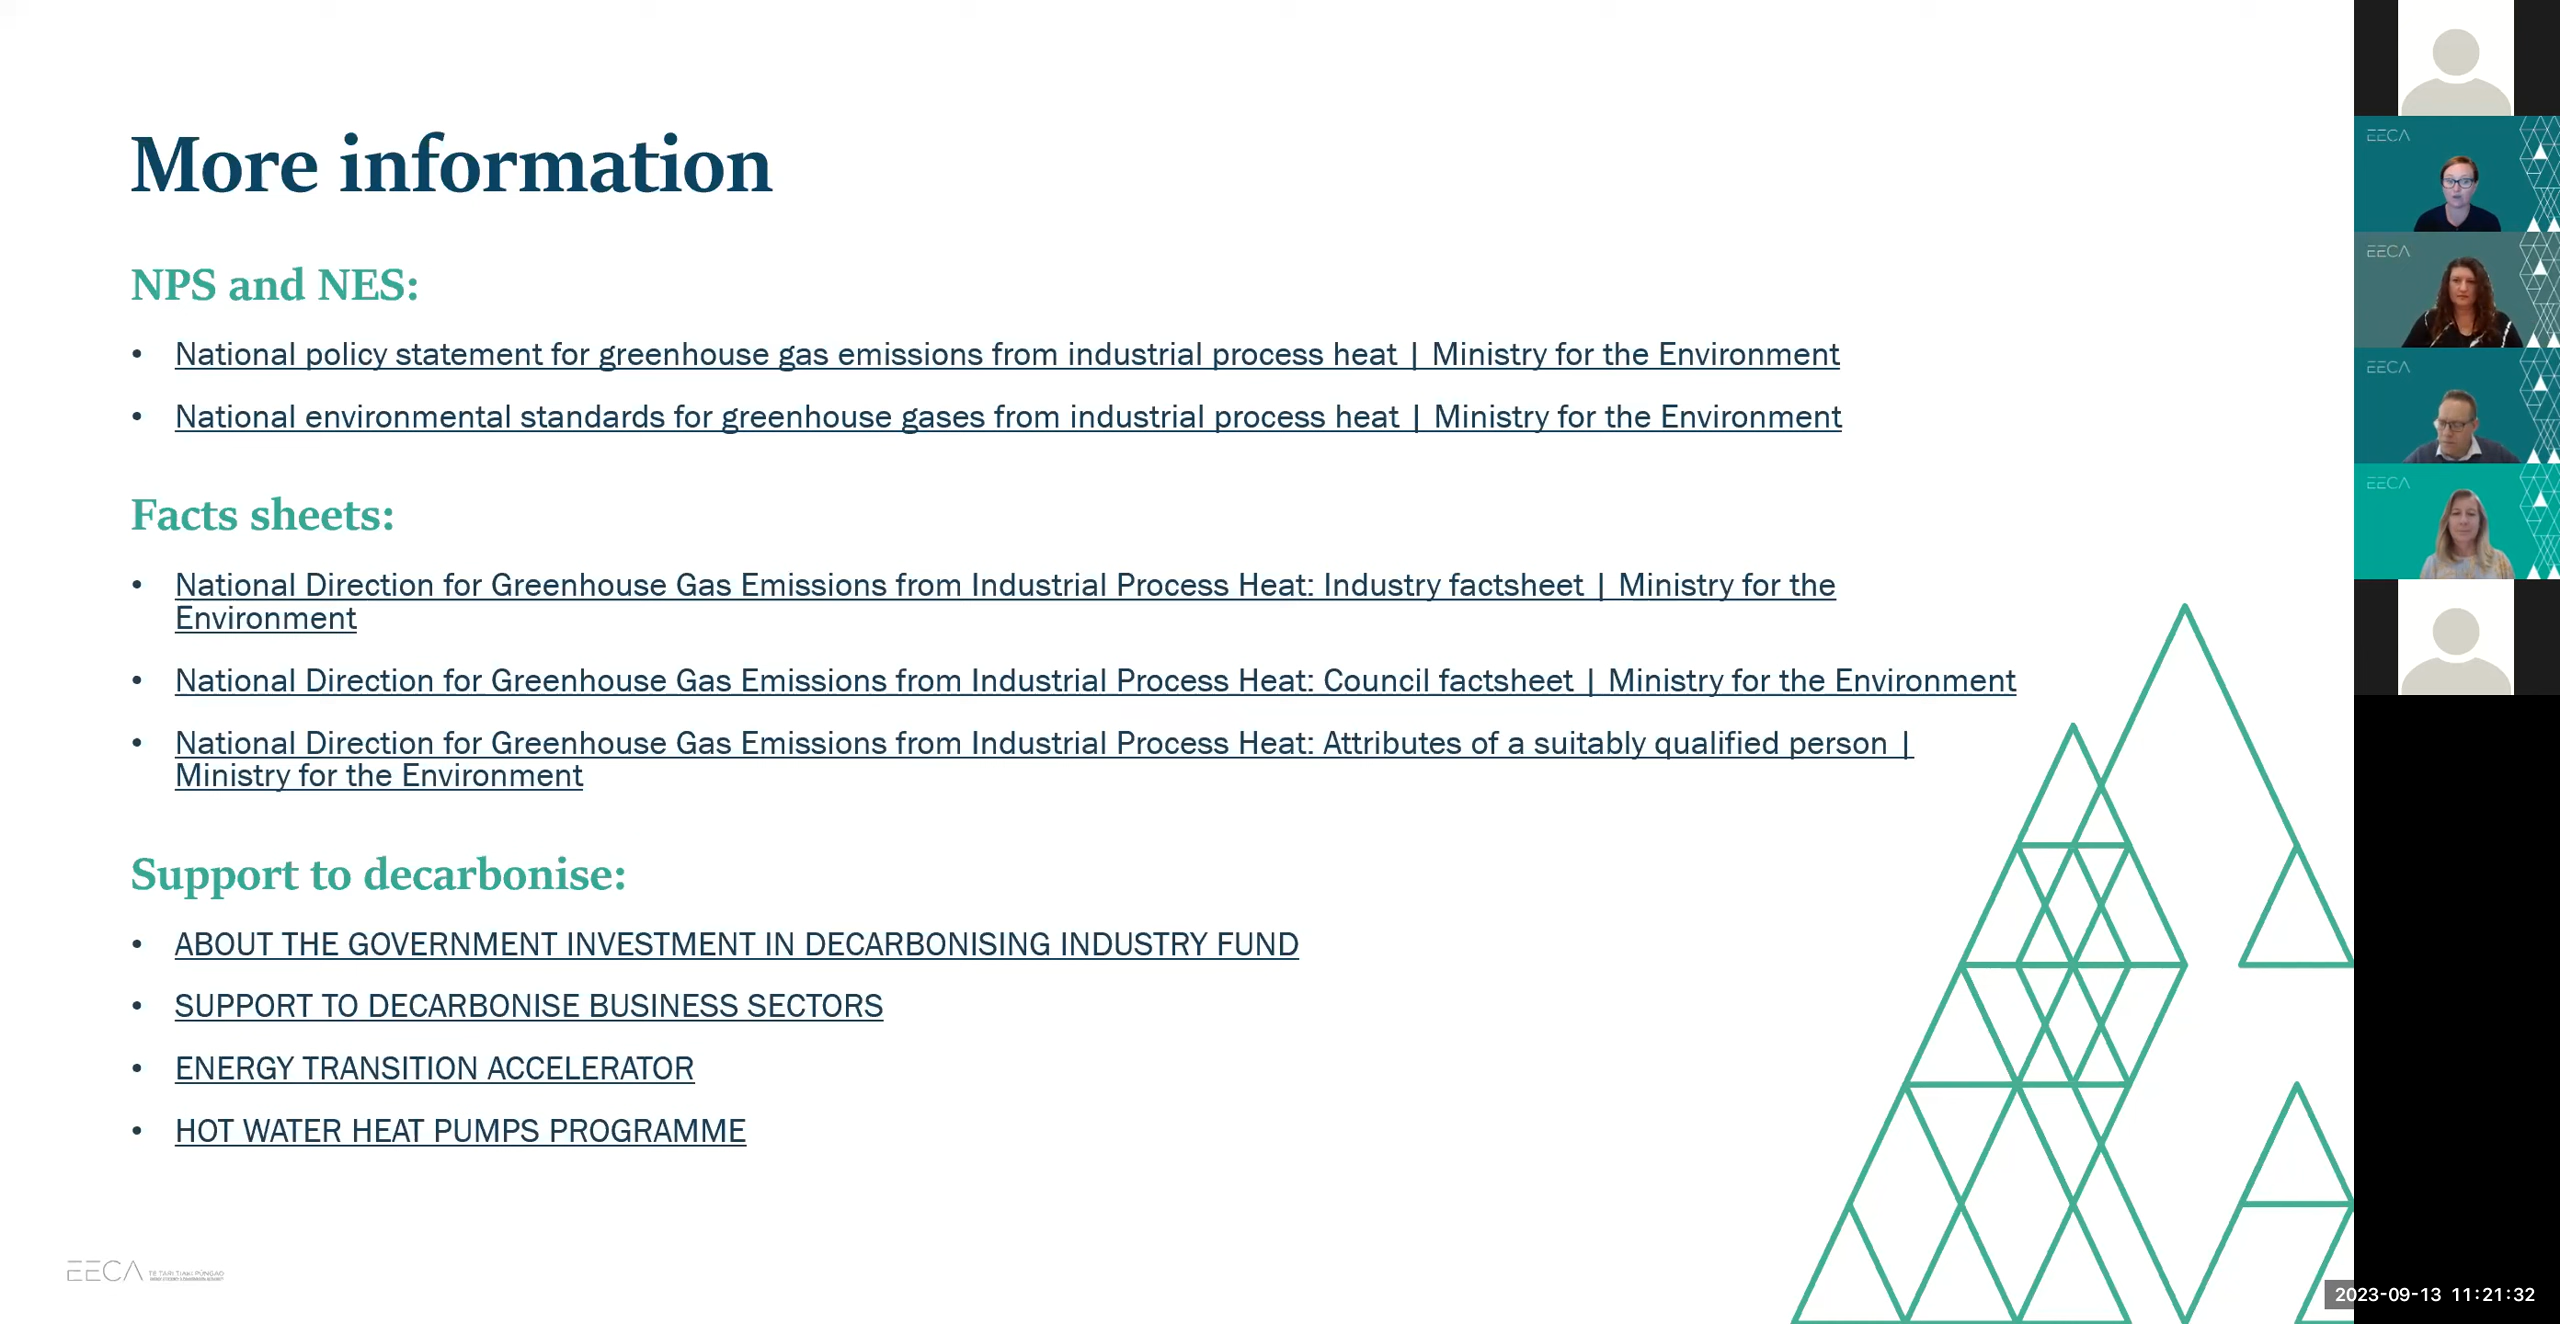 More information
NPS and NES:
• National policy statement for greenhouse gas emissions from industrial process heat | Ministry for the Environment
• National environmental standards for greenhouse gases from industrial process heat | Ministry for the Environment
Facts sheets:
• National Direction for Greenhouse Gas Emissions from Industrial Process Heat: Industry factsheet | Ministry for the
Environment
• National Direction for Greenhouse Gas Emissions from Industrial Process Heat: Council factsheet | Ministry for the Environment
• National Direction for Greenhouse Gas Emissions from Industrial Process Heat: Attributes of a suitably qualified person |
Ministry for the Environment
Support to decarbonise:
• ABOUT THE GOVERNMENT INVESTMENT IN DECARBONISING INDUSTRY FUND
• SUPPORT TO DECARBONISE BUSINESS SECTORS
• ENERGY TRANSITION ACCELERATOR
• HOT WATER HEAT PUMPS PROGRAMME
EECA TE TARI TIAKI PŪNGAO
EECA
EECA
EECA
EECA
2023-09-13 11:21:32